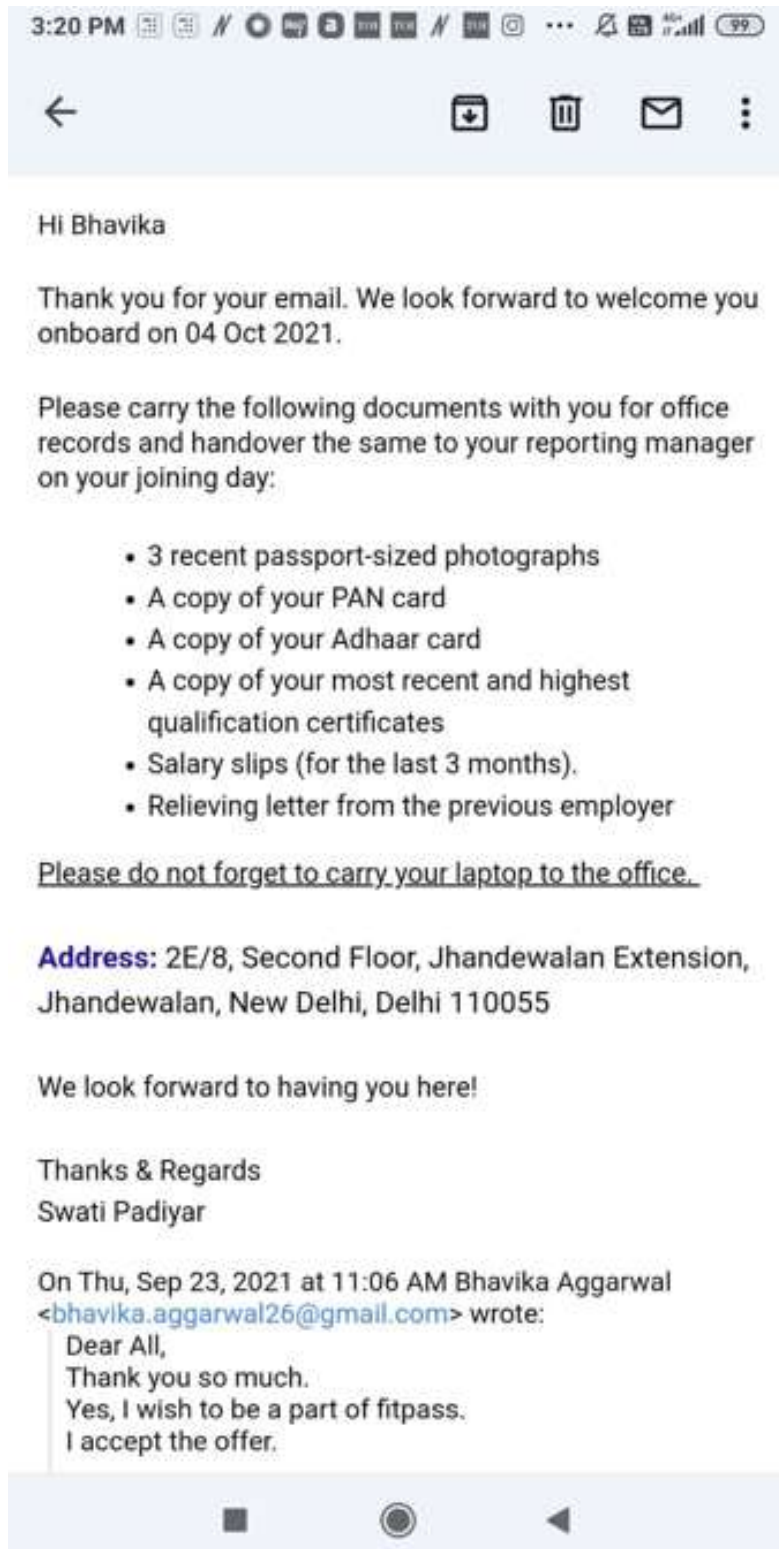 3:20 PM
99
Hi Bhavika
Thank you for your email. We look forward to welcome you
onboard on 04 Oct 2021.
Please carry the following documents with you for office
records and handover the same to your reporting manager
on your joining day:
• 3 recent passport-sized photographs
• A copy of your PAN card
• A copy of your Adhaar card
• A copy of your most recent and highest
qualification certificates
• Salary slips (for the last 3 months).
• Relieving letter from the previous employer
Please do not forget to carry your laptop to the office.
Address: 2E/8, Second Floor, Jhandewalan Extension,
Jhandewalan, New Delhi, Delhi 110055
We look forward to having you here!
Thanks & Regards
Swati Padiyar
On Thu, Sep 23, 2021 at 11:06 AM Bhavika Aggarwal
<bhavika.aggarwal26@gmail.com> wrote:
Dear All,
Thank you so much.
Yes, I wish to be a part of fitpass.
I accept the offer.